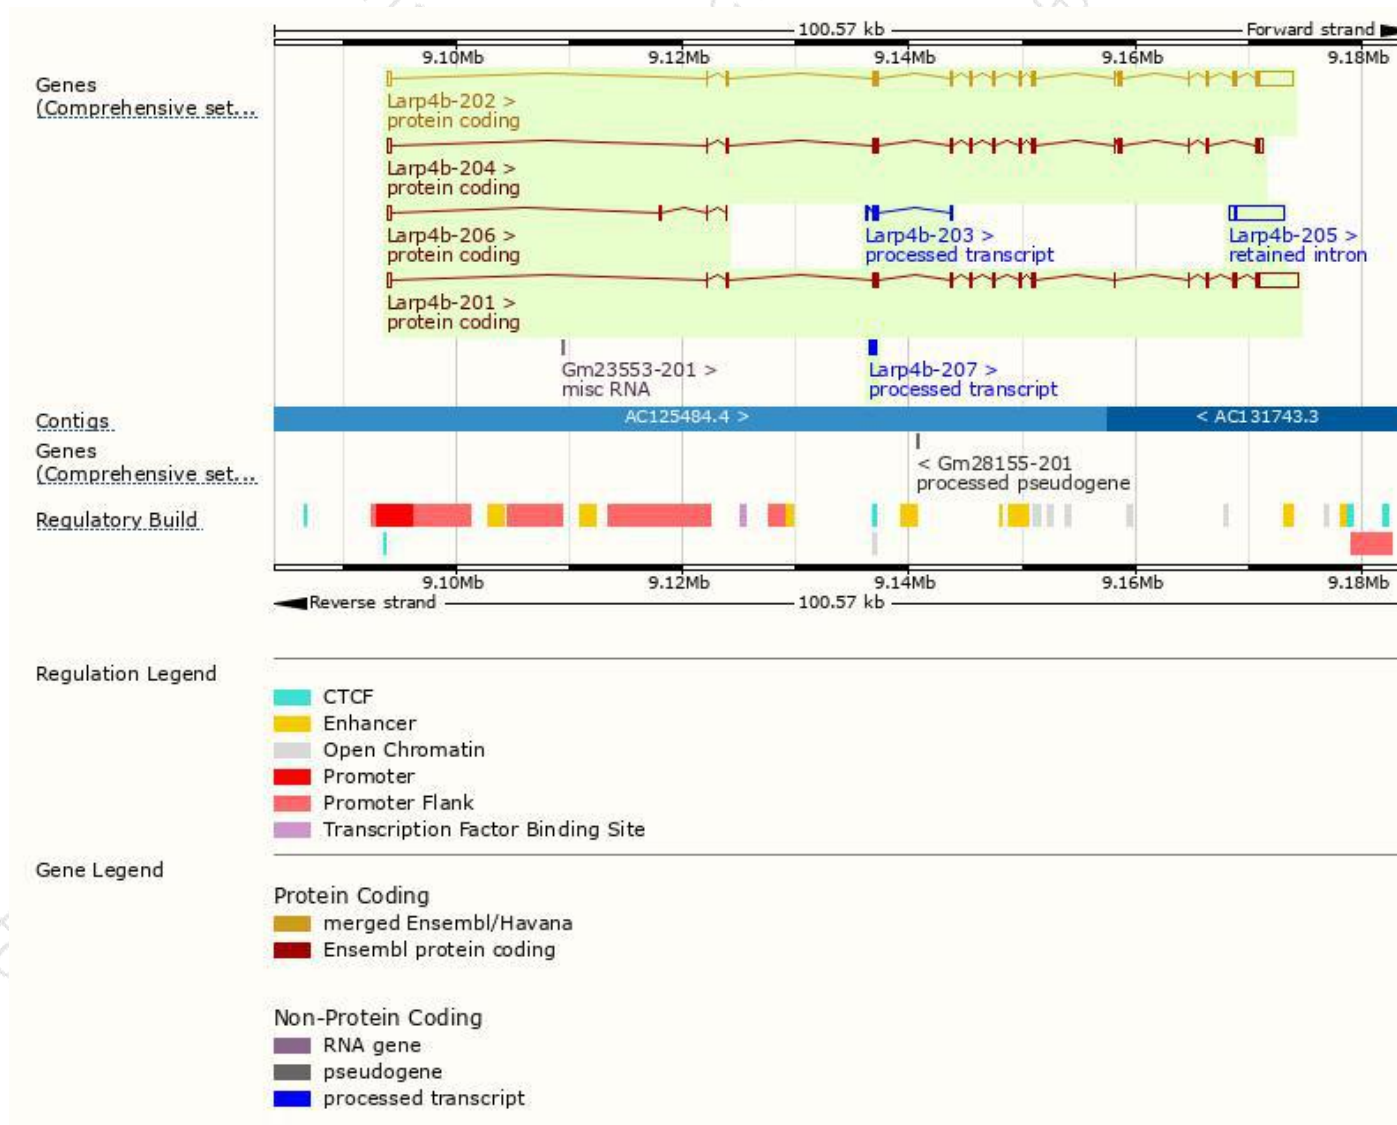 100.57 kb Forward strand
9.10Mb 9.12Mb 9.14Mb 9.16Mb 9.18Mb
Genes
(Comprehensive set...
Larp4b-202 >
protein coding
Larp4b-204 >
protein coding
Larp4b-206 > Larp4b-203 > Larp4b-205 >
protein coding processed transcript retained intron
Larp4b-201 >
protein coding
Gm23553-201 > Larp4b-207 >
misc RNA processed transcript
Contigs AC125484.4 > < AC131743.3
Genes
(Comprehensive set...
< Gm28155-201
processed pseudogene
Regulatory Build
9.10Mb 9.12Mb 9.14Mb 9.16Mb 9.18Mb
Reverse strand 100.57 kb
Regulation Legend
CTCF
Enhancer
Open Chromatin
Promoter
Promoter Flank
Transcription Factor Binding Site
Gene Legend
Protein Coding
merged Ensembl/Havana
Ensembl protein coding
Non-Protein Coding
RNA gene
pseudogene
processed transcript